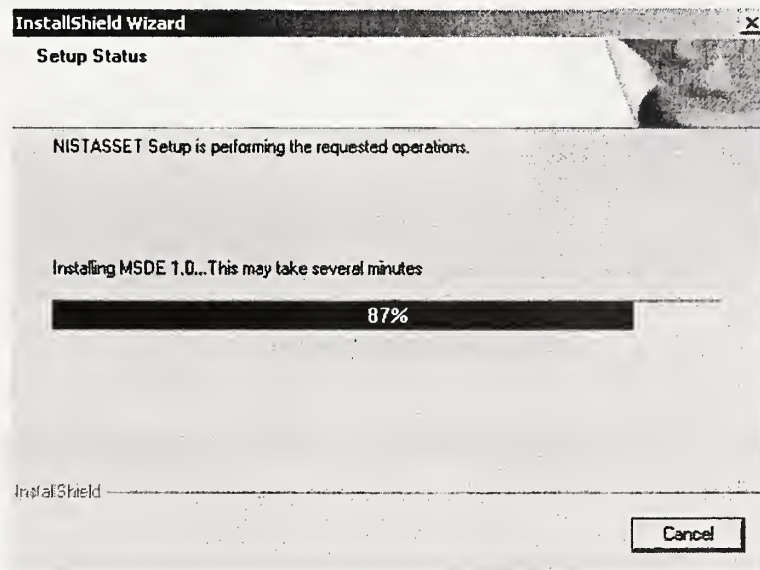 InstallShield Wizard
Setup Status
NISTASSET Setup is performing the requested operations.
Installing MSDE 1.0...This may take several minutes
87%
InstallShield
Cancel